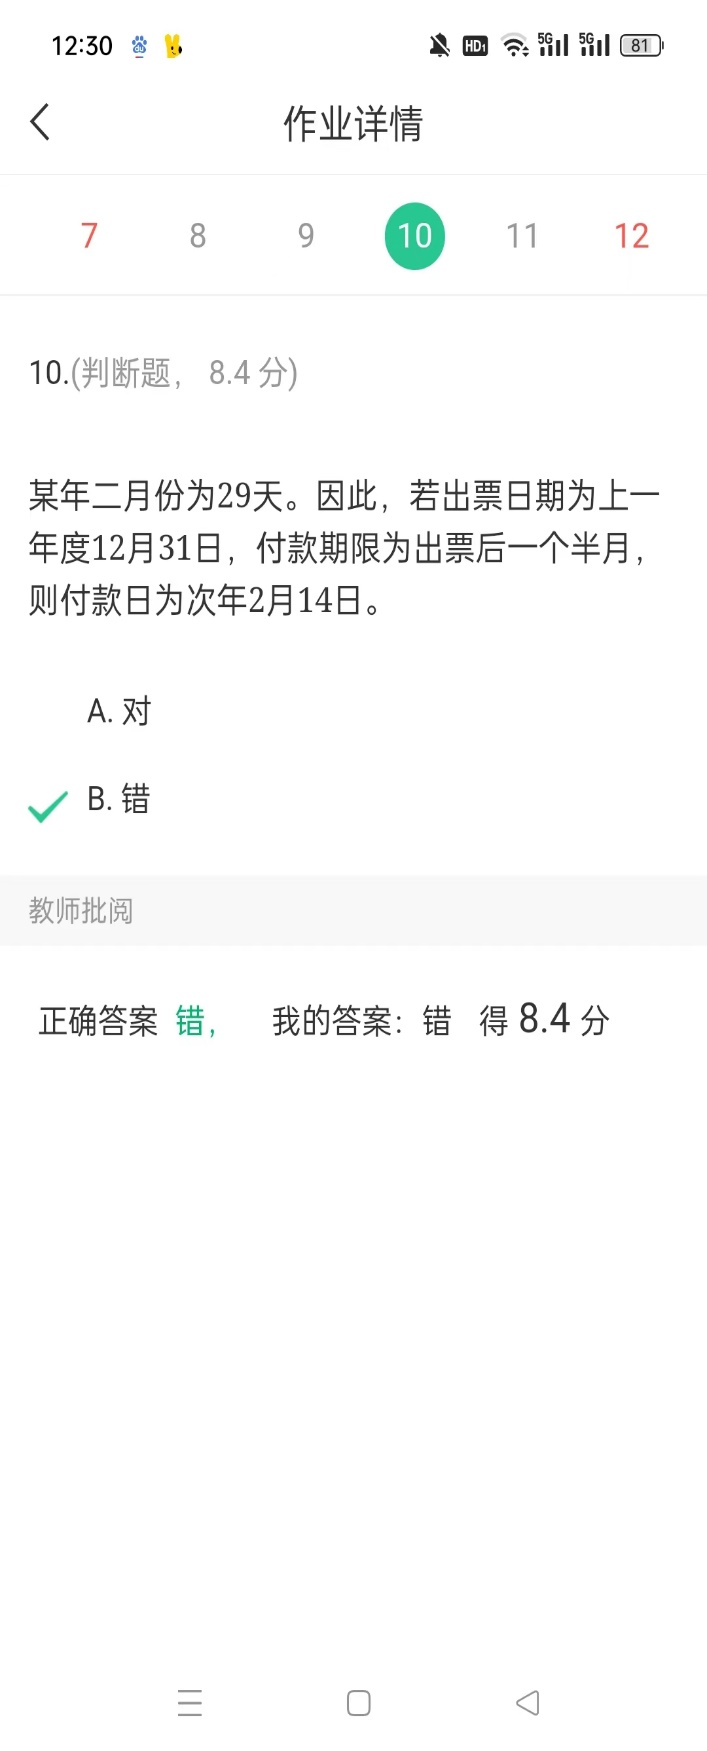 12:30 HD1 5G 5G 81
作业详情
7 8 9 10 11 12
10.(判断题， 8.4 分)
某年二月份为29天。因此，若出票日期为上一
年度12月31日，付款期限为出票后一个半月，
则付款日为次年2月14日。
A. 对
B. 错
教师批阅
正确答案 错， 我的答案：错 得 8.4 分